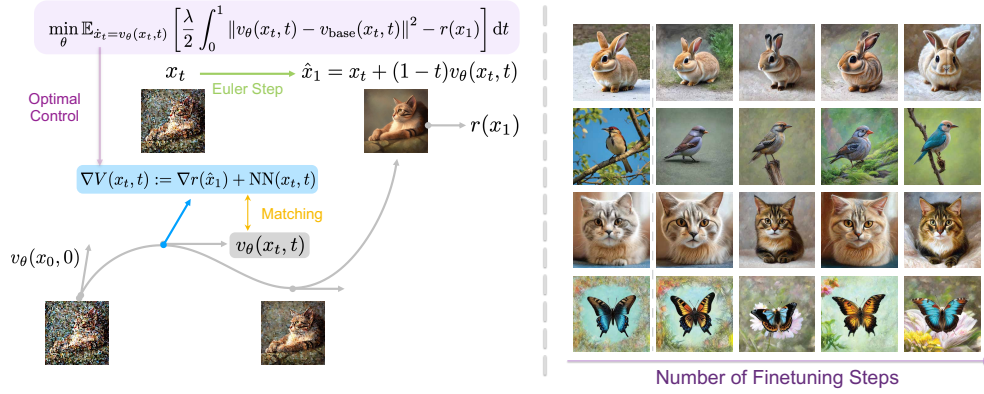 \min_{\theta} \mathbb{E}_{\dot{x}_t = v_\theta(x_t,t)} \left[ \frac{\lambda}{2} \int_0^1 \| v_\theta(x_t,t) - v_{\text{base}}(x_t,t) \|^2 - r(x_1) \right] \mathrm{d}t
x_t
Euler Step
\hat{x}_1 = x_t + (1-t)v_\theta(x_t,t)
Optimal
Control
r(x_1)
\nabla V(x_t,t) := \nabla r(\hat{x}_1) + \mathrm{NN}(x_t,t)
Matching
v_\theta(x_t,t)
v_\theta(x_0,0)
Number of Finetuning Steps